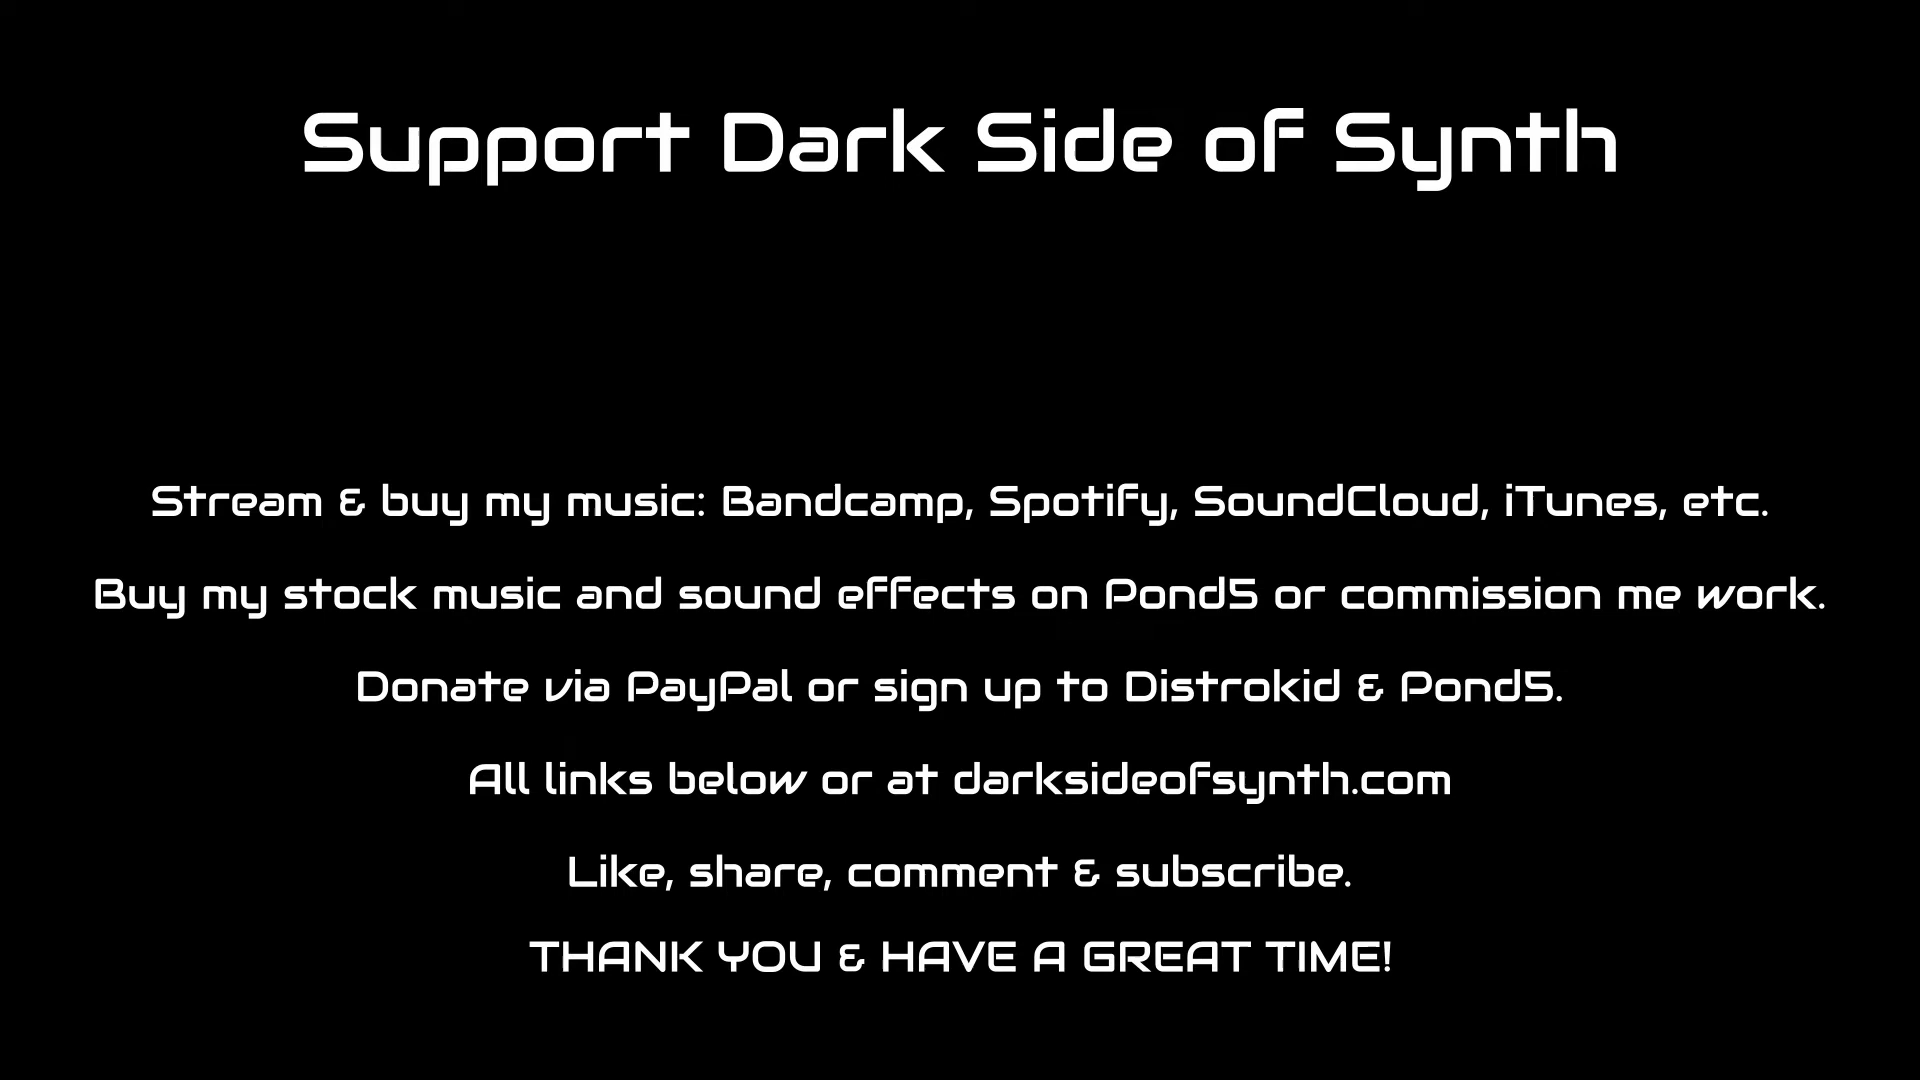 Support Dark Side of Synth
Stream & buy my music: Bandcamp, Spotify, SoundCloud, iTunes, etc.
Buy my stock music and sound effects on Pond5 or commission me work.
Donate via PayPal or sign up to Distrokid & Pond5.
All links below or at darksideofsynth.com
Like, share, comment & subscribe.
THANK YOU & HAVE A GREAT TIME!